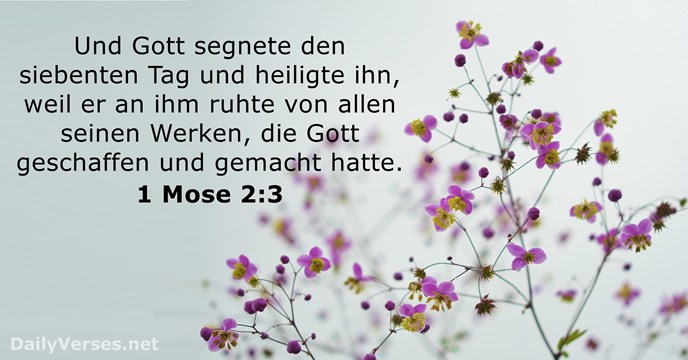 Und Gott segnete den
siebenten Tag und heiligte ihn,
weil er an ihm ruhte von allen
seinen Werken, die Gott
geschaffen und gemacht hatte.
1 Mose 2:3
DailyVerses.net